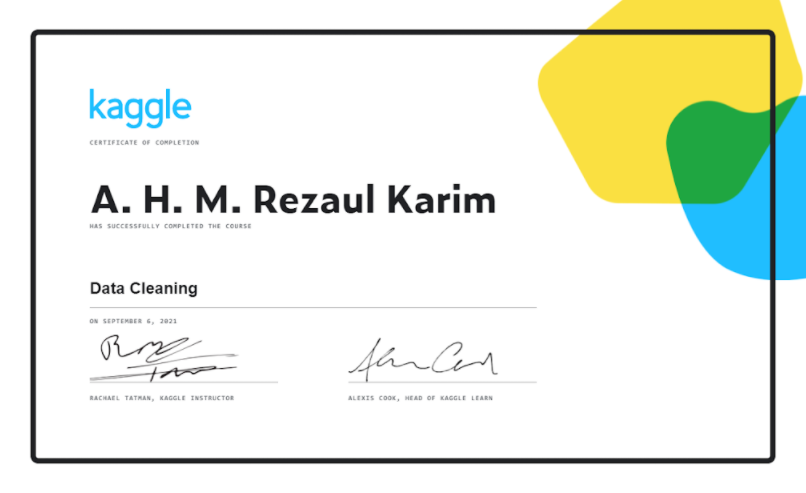 kaggle
CERTIFICATE OF COMPLETION
A. H. M. Rezaul Karim
HAS SUCCESSFULLY COMPLETED THE COURSE
Data Cleaning
ON SEPTEMBER 6, 2021
RACHAEL TATMAN, KAGGLE INSTRUCTOR
ALEXIS COOK, HEAD OF KAGGLE LEARN